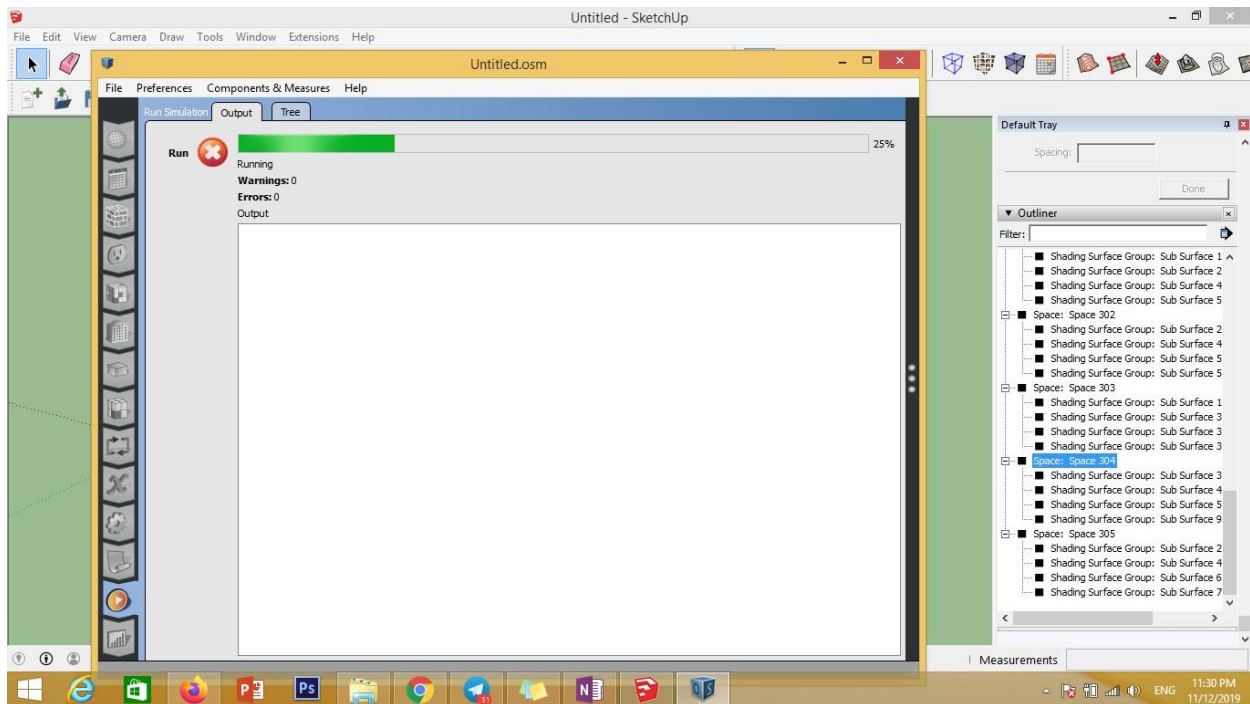 Untitled - SketchUp
File Edit View Camera Draw Tools Window Extensions Help
Untitled.osm
File Preferences Components & Measures Help
Run Simulation Output Tree
Run
25%
Running
Warnings: 0
Errors: 0
Output
Default Tray
Spacing:
Done
Outliner
Filter:
Shading Surface Group: Sub Surface 1
Shading Surface Group: Sub Surface 2
Shading Surface Group: Sub Surface 4
Shading Surface Group: Sub Surface 5
Space: Space 302
Shading Surface Group: Sub Surface 2
Shading Surface Group: Sub Surface 4
Shading Surface Group: Sub Surface 5
Shading Surface Group: Sub Surface 5
Space: Space 303
Shading Surface Group: Sub Surface 1
Shading Surface Group: Sub Surface 3
Shading Surface Group: Sub Surface 3
Shading Surface Group: Sub Surface 3
Space: Space 304
Shading Surface Group: Sub Surface 3
Shading Surface Group: Sub Surface 4
Shading Surface Group: Sub Surface 5
Shading Surface Group: Sub Surface 9
Space: Space 305
Shading Surface Group: Sub Surface 2
Shading Surface Group: Sub Surface 4
Shading Surface Group: Sub Surface 6
Shading Surface Group: Sub Surface 7
Measurements
P Ps 51 N OS
ENG 11:30 PM
11/12/2019